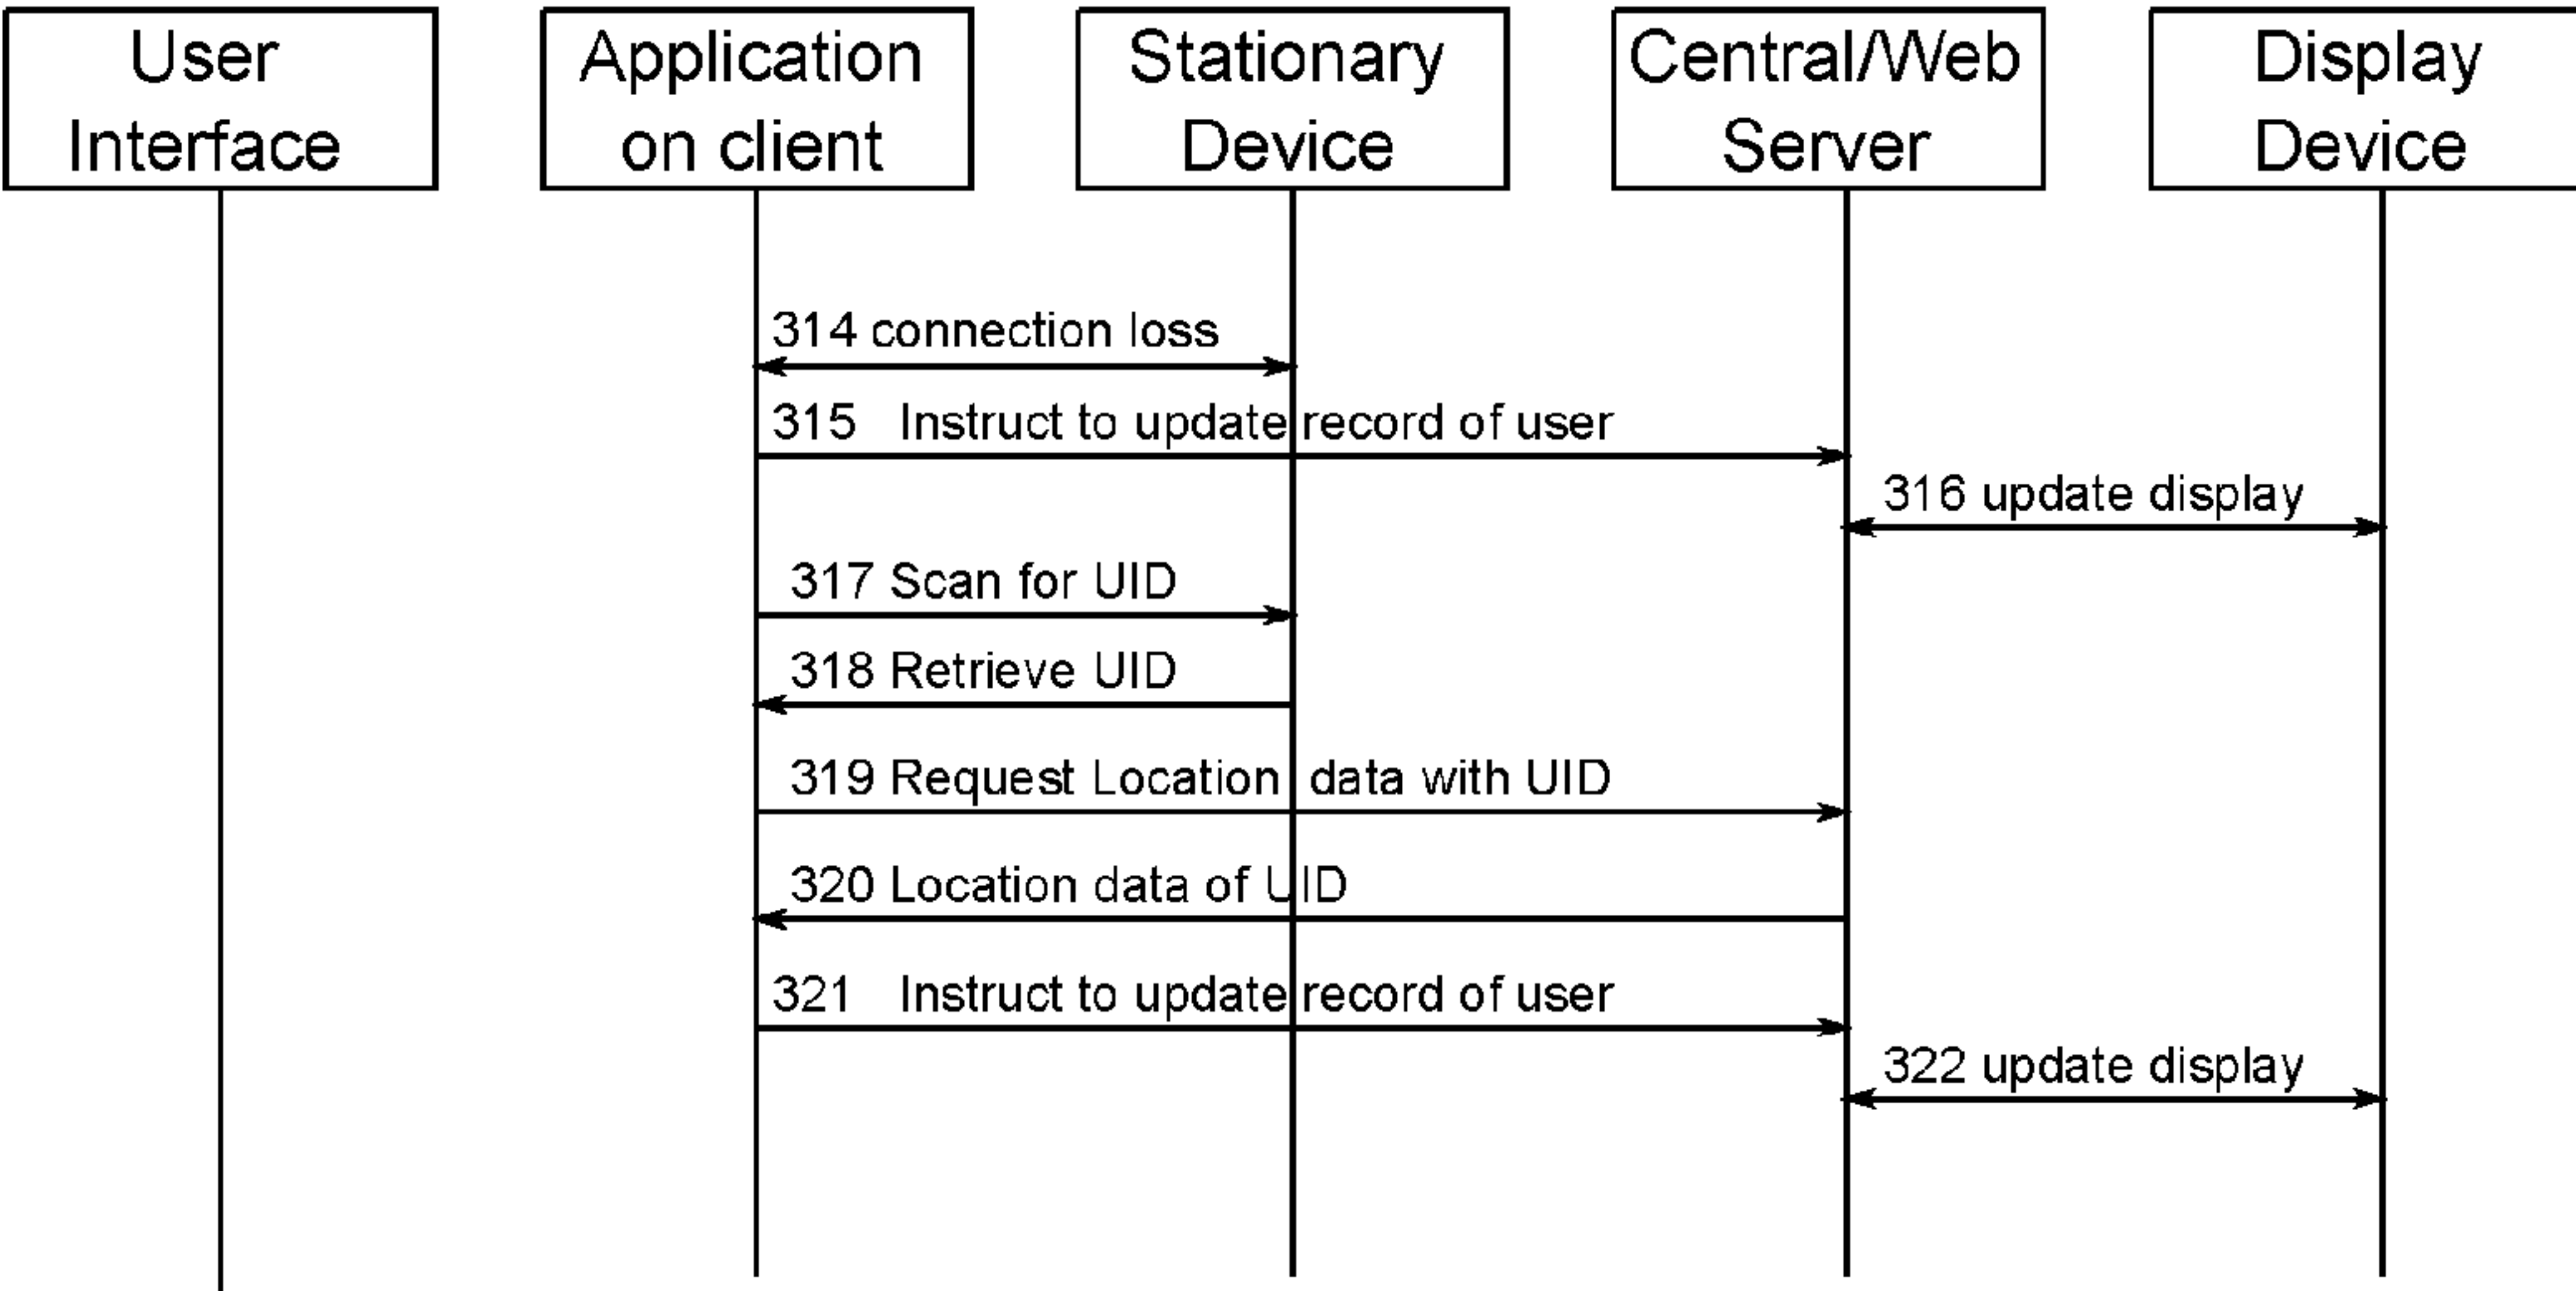 User
Interface
Application
on client
Stationary
Device
Central/Web
Server
Display
Device
314 connection loss
315 Instruct to update record of user
316 update display
317 Scan for UID
318 Retrieve UID
319 Request Location data with UID
320 Location data of UID
321 Instruct to update record of user
322 update display